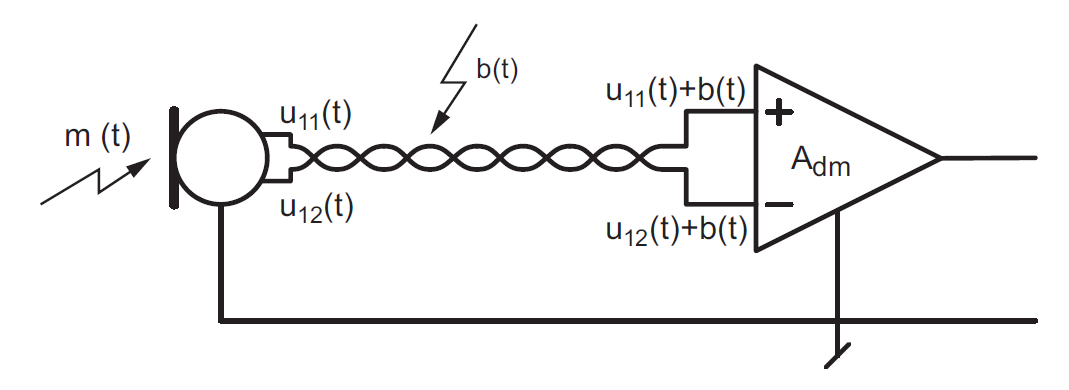 b(t)
u11(t)+b(t)
+
u11(t)
m (t)
Adm
u12(t)
−
u12(t)+b(t)